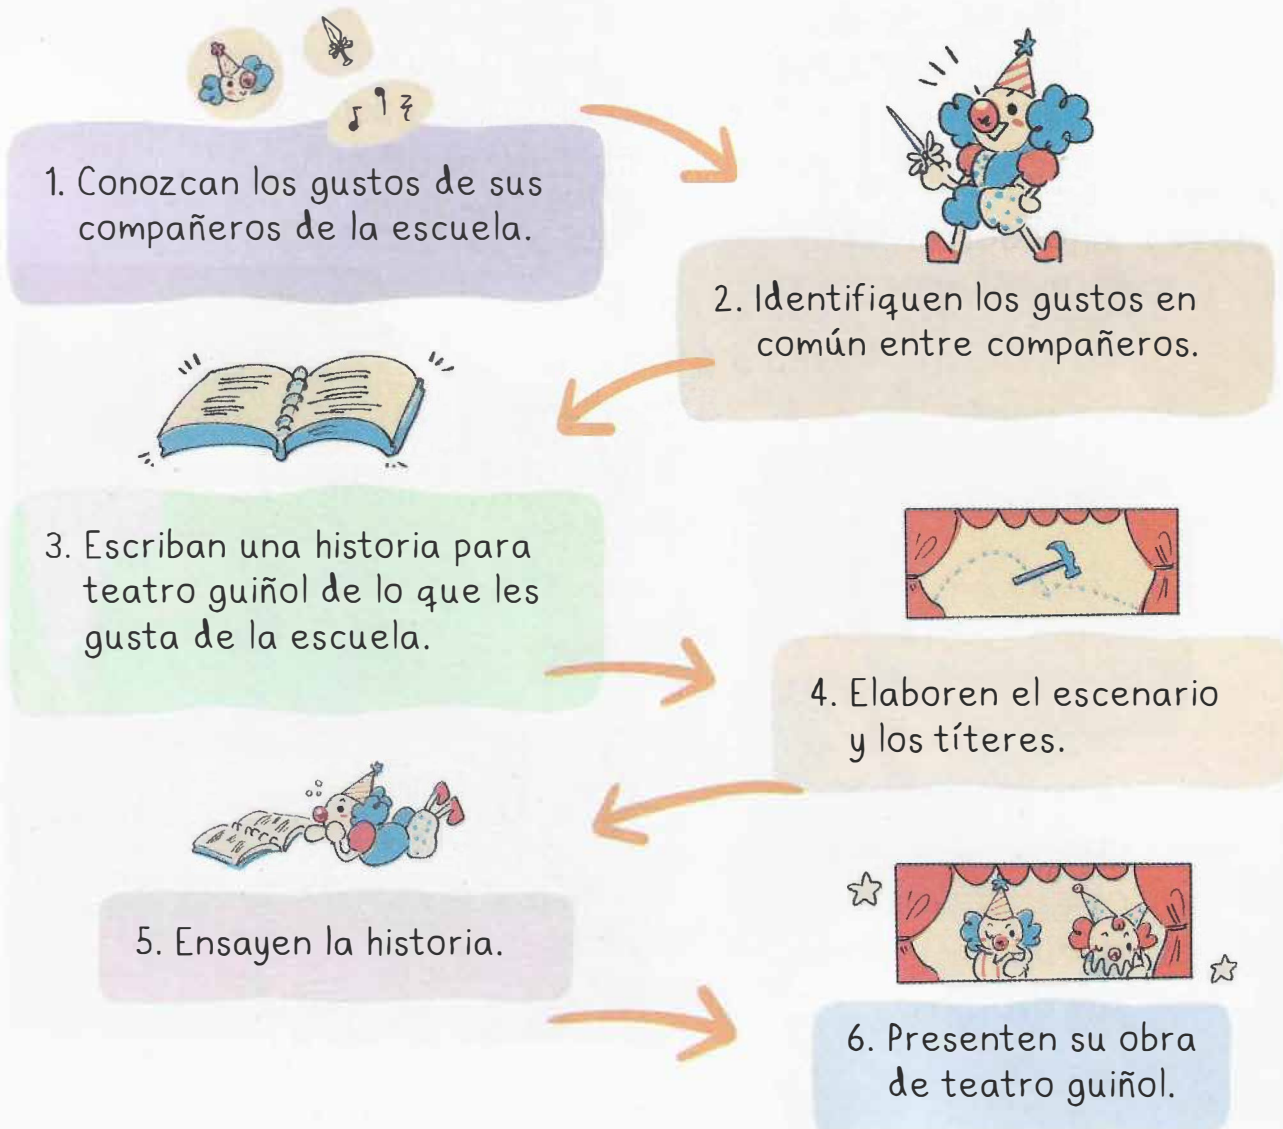 1. Conozcan los gustos de sus
compañeros de la escuela.
2. Identifiquen los gustos en
común entre compañeros.
3. Escriban una historia para
teatro guiñol de lo que les
gusta de la escuela.
4. Elaboren el escenario
y los títeres.
5. Ensayen la historia.
6. Presenten su obra
de teatro guiñol.